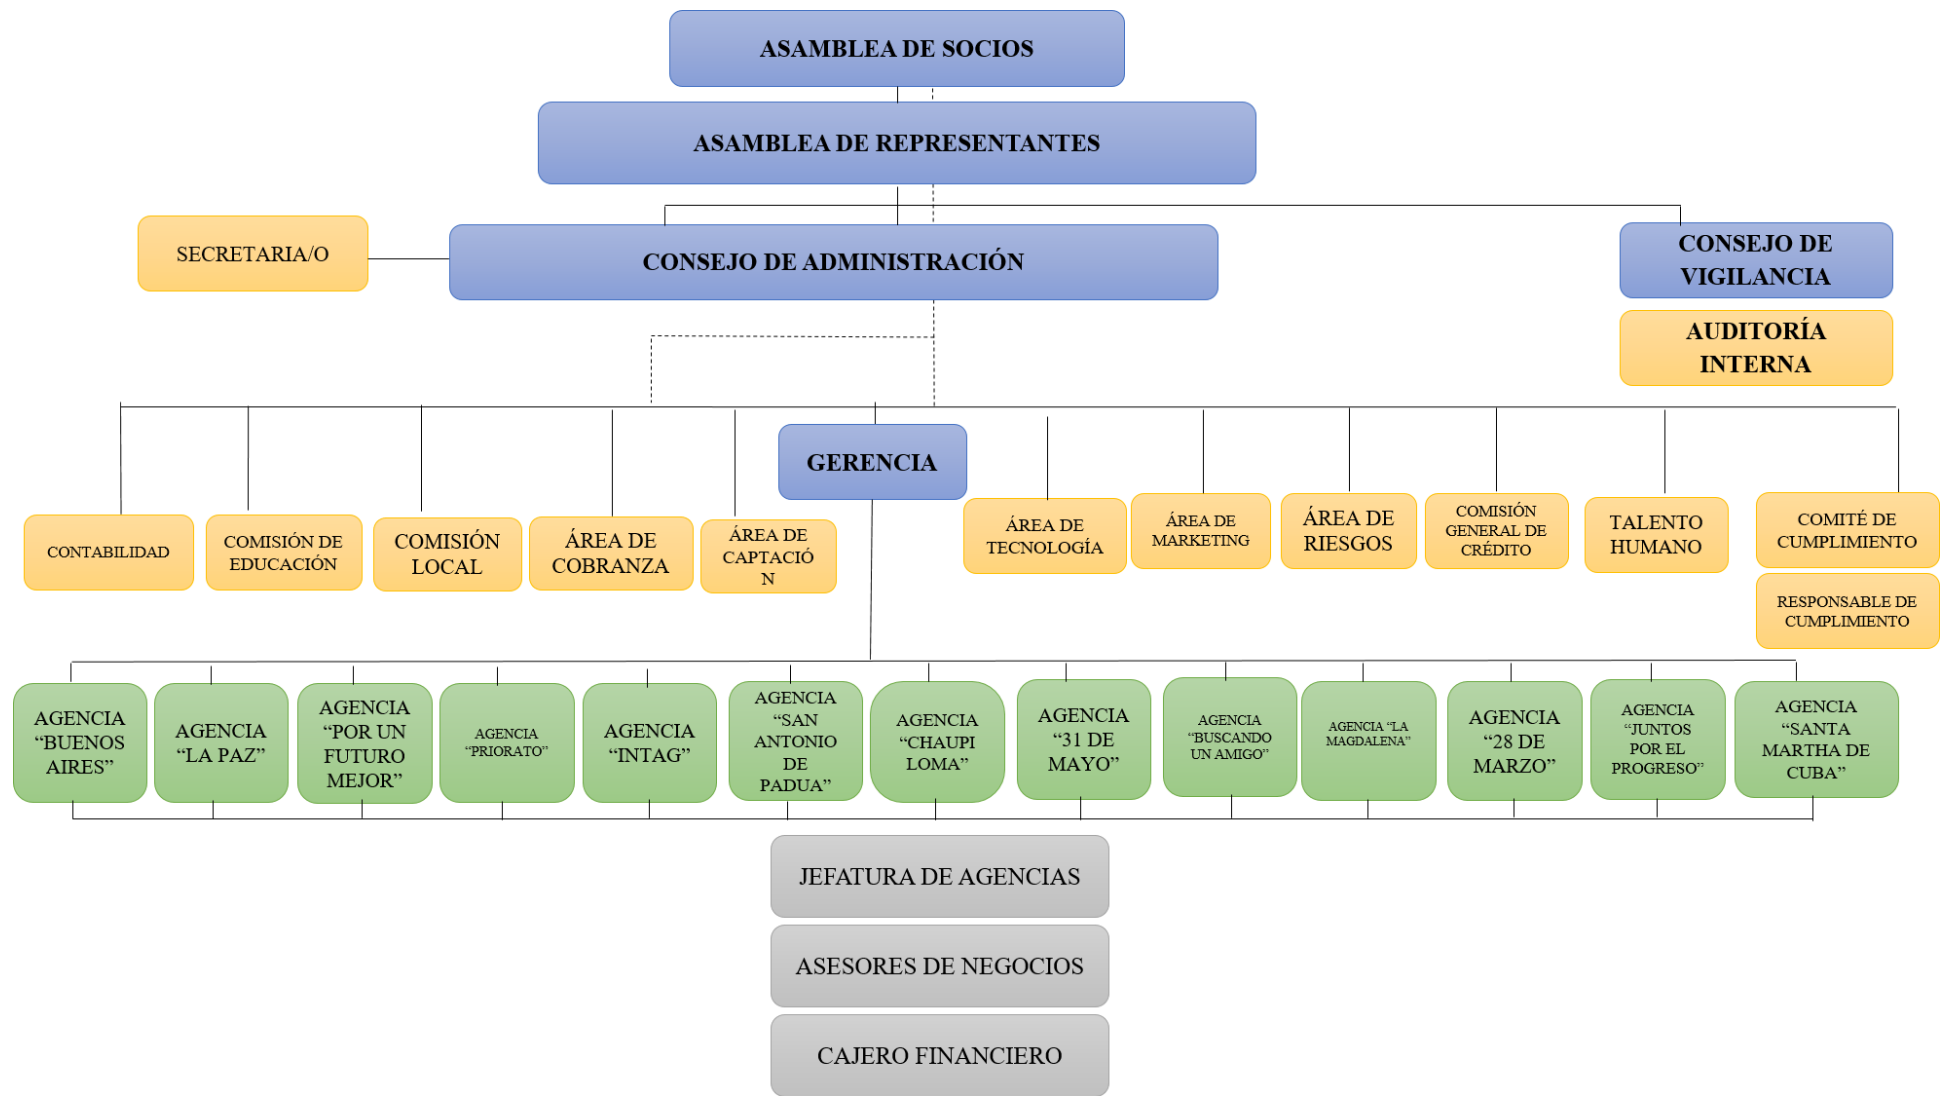 ASAMBLEA DE SOCIOS
ASAMBLEA DE REPRESENTANTES
SECRETARIA/O
CONSEJO DE ADMINISTRACIÓN
CONSEJO DE
VIGILANCIA
AUDITORÍA
INTERNA
GERENCIA
CONTABILIDAD
COMISIÓN DE
EDUCACIÓN
COMISIÓN
LOCAL
ÁREA DE
COBRANZA
ÁREA DE
CAPTACIÓ
N
ÁREA DE
TECNOLOGÍA
ÁREA DE
MARKETING
ÁREA DE
RIESGOS
COMISIÓN
GENERAL DE
CRÉDITO
TALENTO
HUMANO
COMITÉ DE
CUMPLIMIENTO
RESPONSABLE DE
CUMPLIMIENTO
AGENCIA
“BUENOS
AIRES”
AGENCIA
“LA PAZ”
AGENCIA
“POR UN
FUTURO
MEJOR”
AGENCIA
“PRIORATO”
AGENCIA
“INTAG”
AGENCIA
“SAN
ANTONIO
DE
PADUA”
AGENCIA
“CHAUPI
LOMA”
AGENCIA
“31 DE
MAYO”
AGENCIA
“BUSCANDO
UN AMIGO”
AGENCIA “LA
MAGDALENA”
AGENCIA
“28 DE
MARZO”
AGENCIA
“JUNTOS
POR EL
PROGRESO”
AGENCIA
“SANTA
MARTHA DE
CUBA”
JEFATURA DE AGENCIAS
ASESORES DE NEGOCIOS
CAJERO FINANCIERO